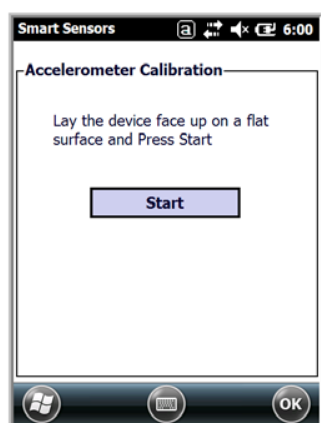 Smart Sensors a 6:00
Accelerometer Calibration
Lay the device face up on a flat
surface and Press Start
Start
OK